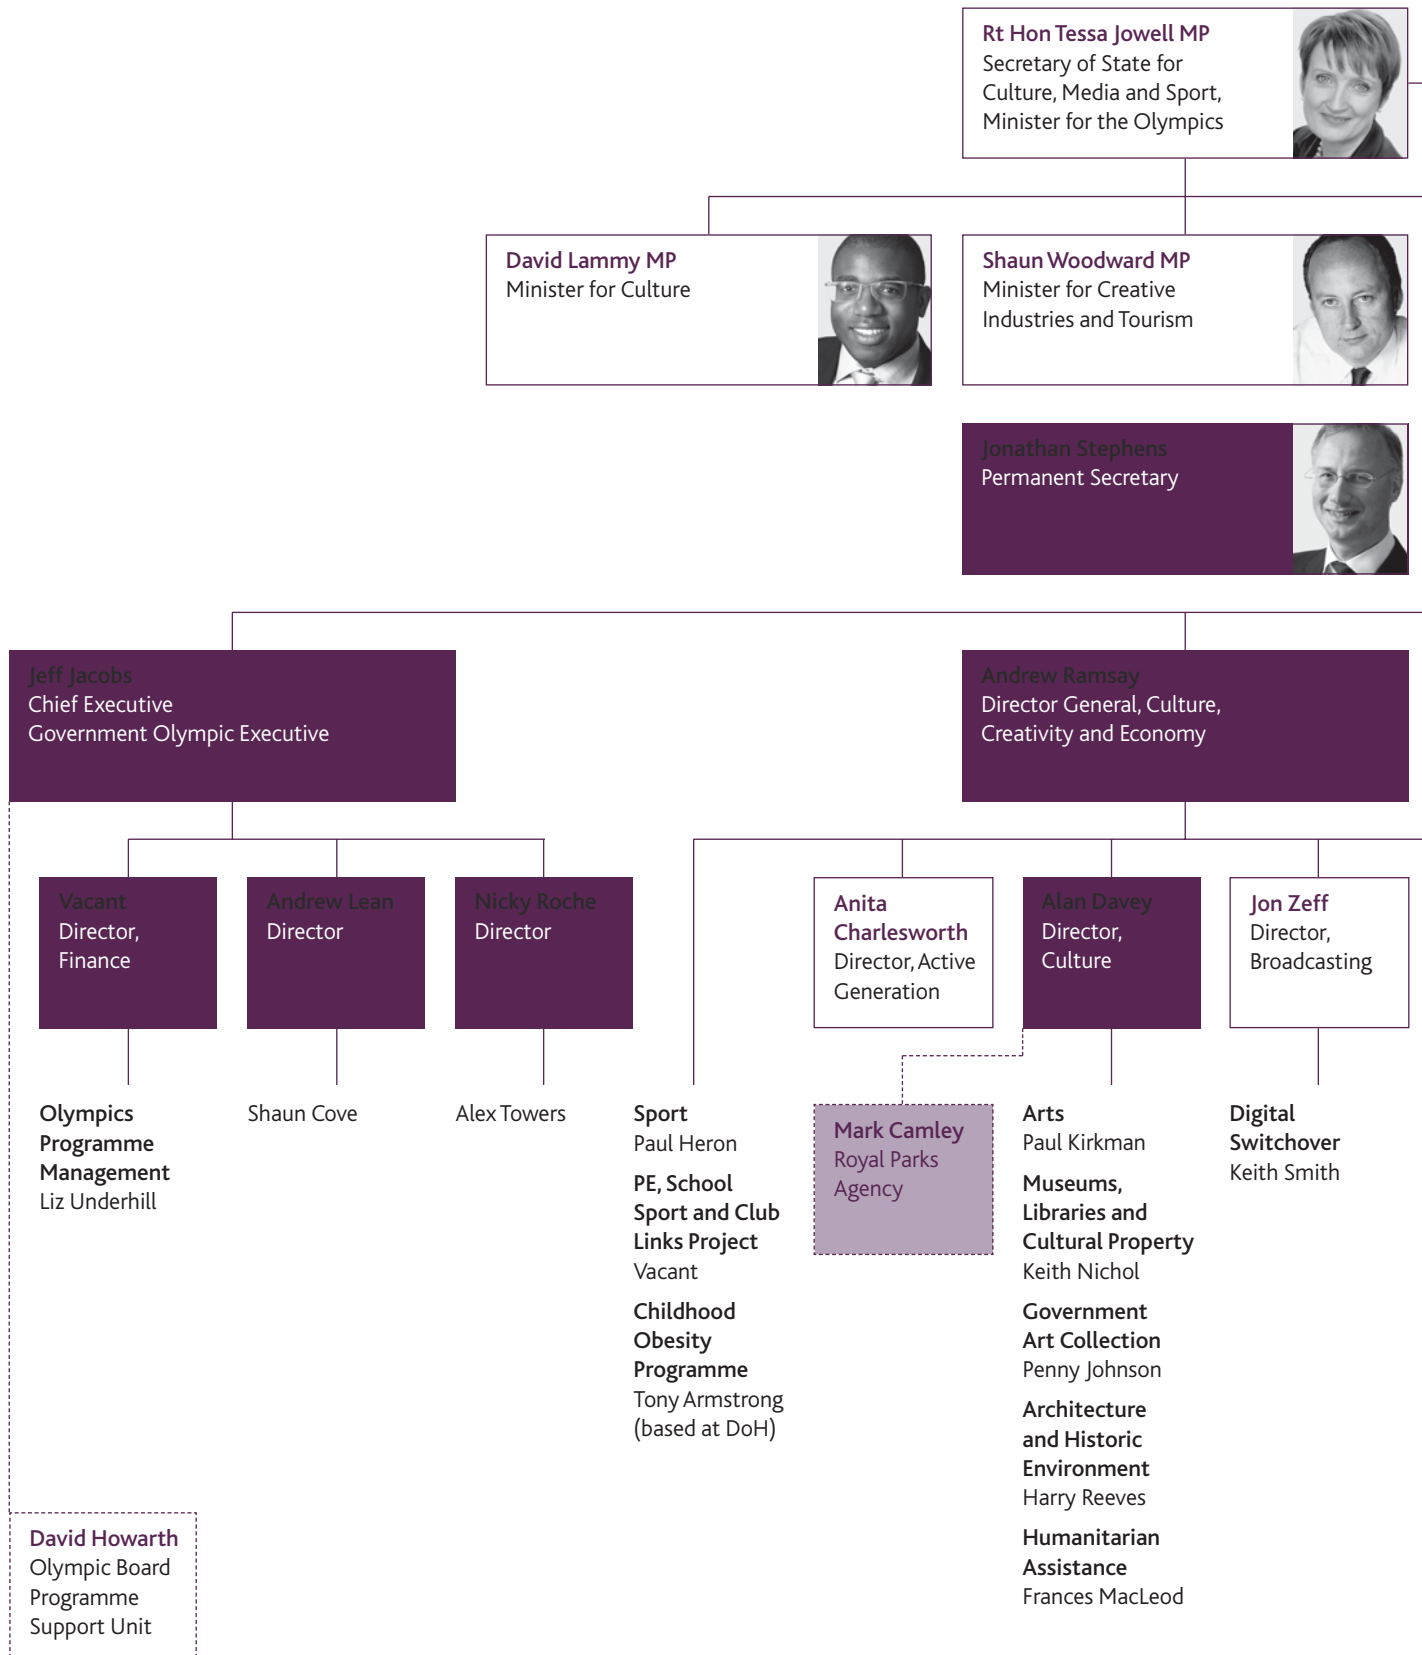 Rt Hon Tessa Jowell MP
Secretary of State for
Culture, Media and Sport,
Minister for the Olympics
David Lammy MP
Minister for Culture
Shaun Woodward MP
Minister for Creative
Industries and Tourism
Jonathan Stephens
Permanent Secretary
Jeff Jacobs
Chief Executive
Government Olympic Executive
Andrew Ramsay
Director General, Culture,
Creativity and Economy
Vacant
Director,
Finance
Andrew Lean
Director
Nicky Roche
Director
Anita
Charlesworth
Director, Active
Generation
Alan Davey
Director,
Culture
Jon Zeff
Director,
Broadcasting
Olympics
Programme
Management
Liz Underhill
Shaun Cove
Alex Towers
Sport
Paul Heron
PE, School
Sport and Club
Links Project
Vacant
Childhood
Obesity
Programme
Tony Armstrong
(based at DoH)
Mark Camley
Royal Parks
Agency
Arts
Paul Kirkman
Museums,
Libraries and
Cultural Property
Keith Nichol
Government
Art Collection
Penny Johnson
Architecture
and Historic
Environment
Harry Reeves
Humanitarian
Assistance
Frances MacLeod
Digital
Switchover
Keith Smith
David Howarth
Olympic Board
Programme
Support Unit